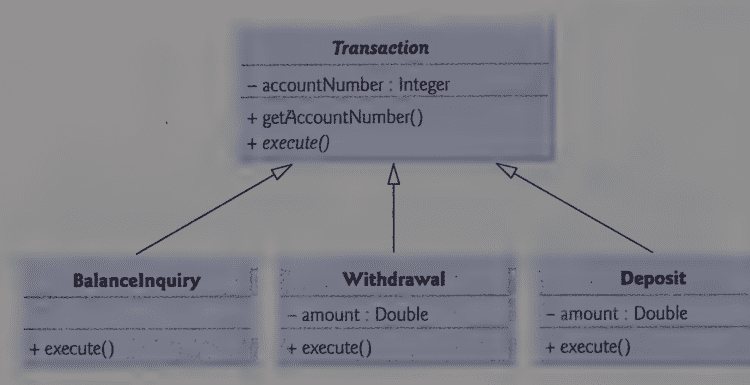 Transaction
– accountNumber : Integer
+ getAccountNumber()
+ execute()
BalanceInquiry
+ execute()
Withdrawal
– amount : Double
+ execute()
Deposit
– amount : Double
+ execute()